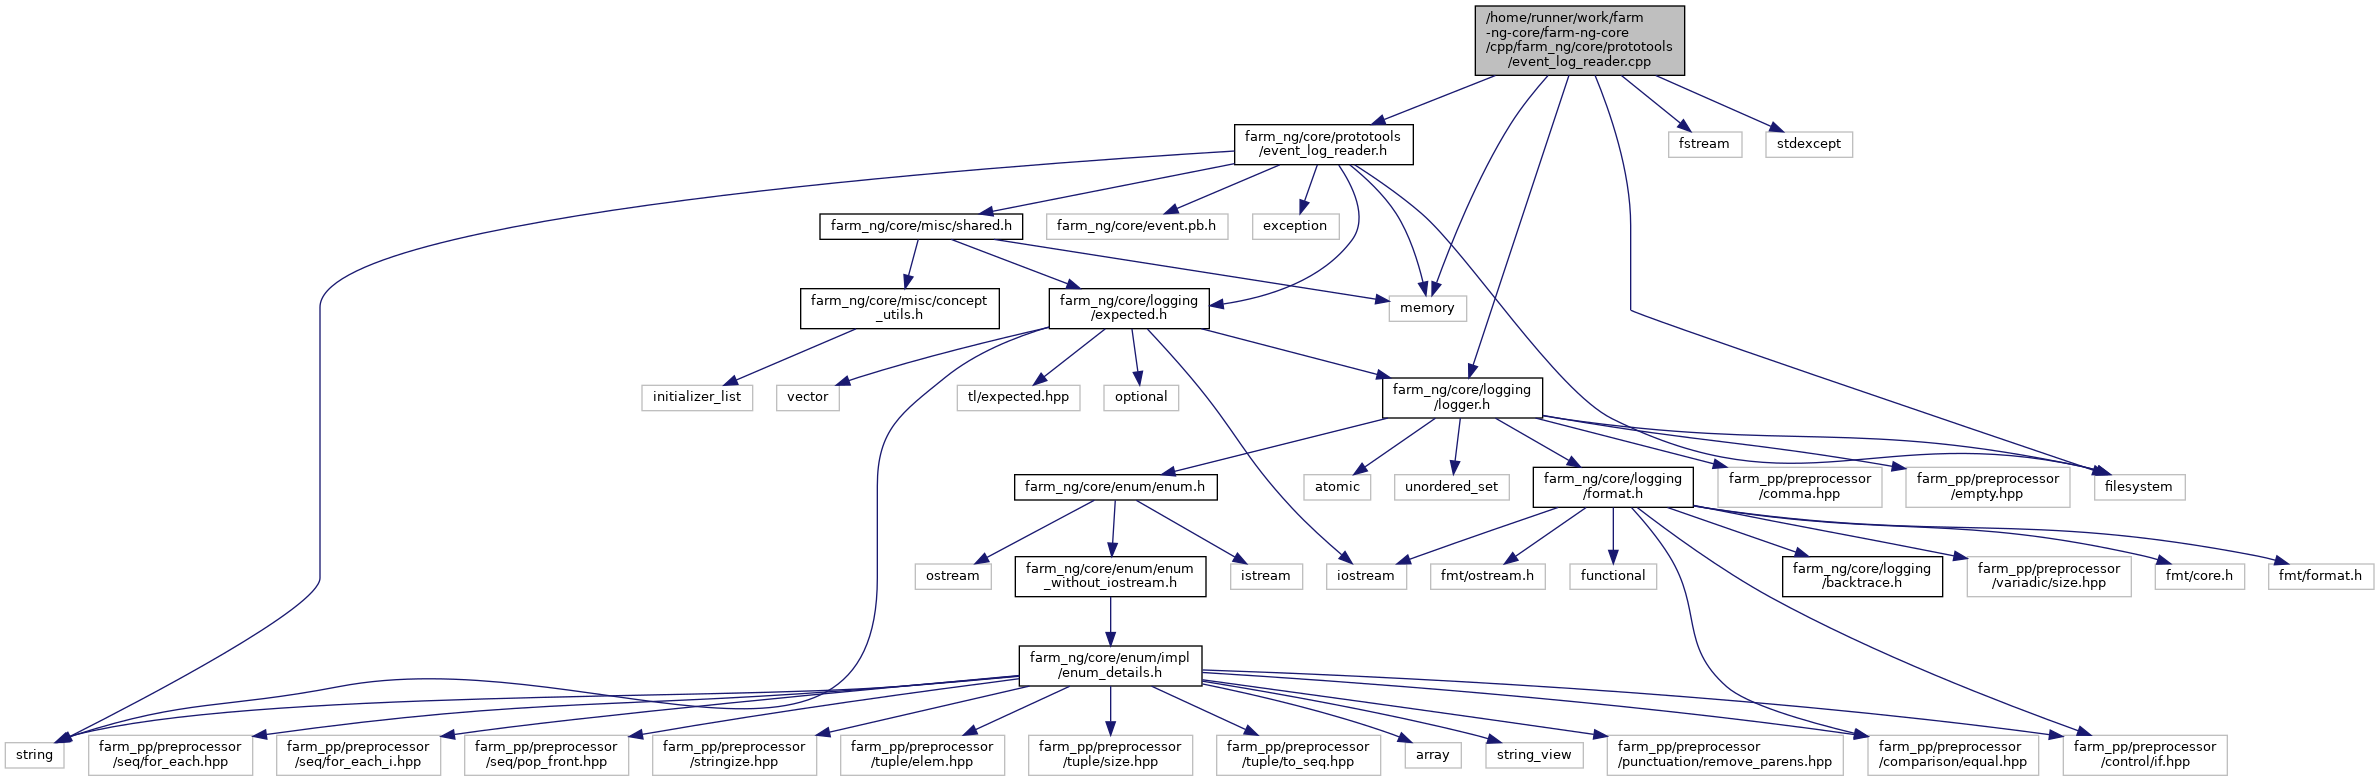 /home/runner/work/farm
-ng-core/farm-ng-core
/cpp/farm_ng/core/prototools
/event_log_reader.cpp
farm_ng/core/prototools
/event_log_reader.h
fstream
stdexcept
farm_ng/core/misc/shared.h
farm_ng/core/event.pb.h
exception
farm_ng/core/misc/concept
_utils.h
farm_ng/core/logging
/expected.h
memory
initializer_list
vector
tl/expected.hpp
optional
farm_ng/core/logging
/logger.h
farm_ng/core/enum/enum.h
atomic
unordered_set
farm_ng/core/logging
/format.h
farm_pp/preprocessor
/comma.hpp
farm_pp/preprocessor
/empty.hpp
filesystem
ostream
farm_ng/core/enum/enum
_without_iostream.h
istream
iostream
fmt/ostream.h
functional
farm_ng/core/logging
/backtrace.h
farm_pp/preprocessor
/variadic/size.hpp
fmt/core.h
fmt/format.h
farm_ng/core/enum/impl
/enum_details.h
string
farm_pp/preprocessor
/seq/for_each.hpp
farm_pp/preprocessor
/seq/for_each_i.hpp
farm_pp/preprocessor
/seq/pop_front.hpp
farm_pp/preprocessor
/stringize.hpp
farm_pp/preprocessor
/tuple/elem.hpp
farm_pp/preprocessor
/tuple/size.hpp
farm_pp/preprocessor
/tuple/to_seq.hpp
array
string_view
farm_pp/preprocessor
/punctuation/remove_parens.hpp
farm_pp/preprocessor
/comparison/equal.hpp
farm_pp/preprocessor
/control/if.hpp